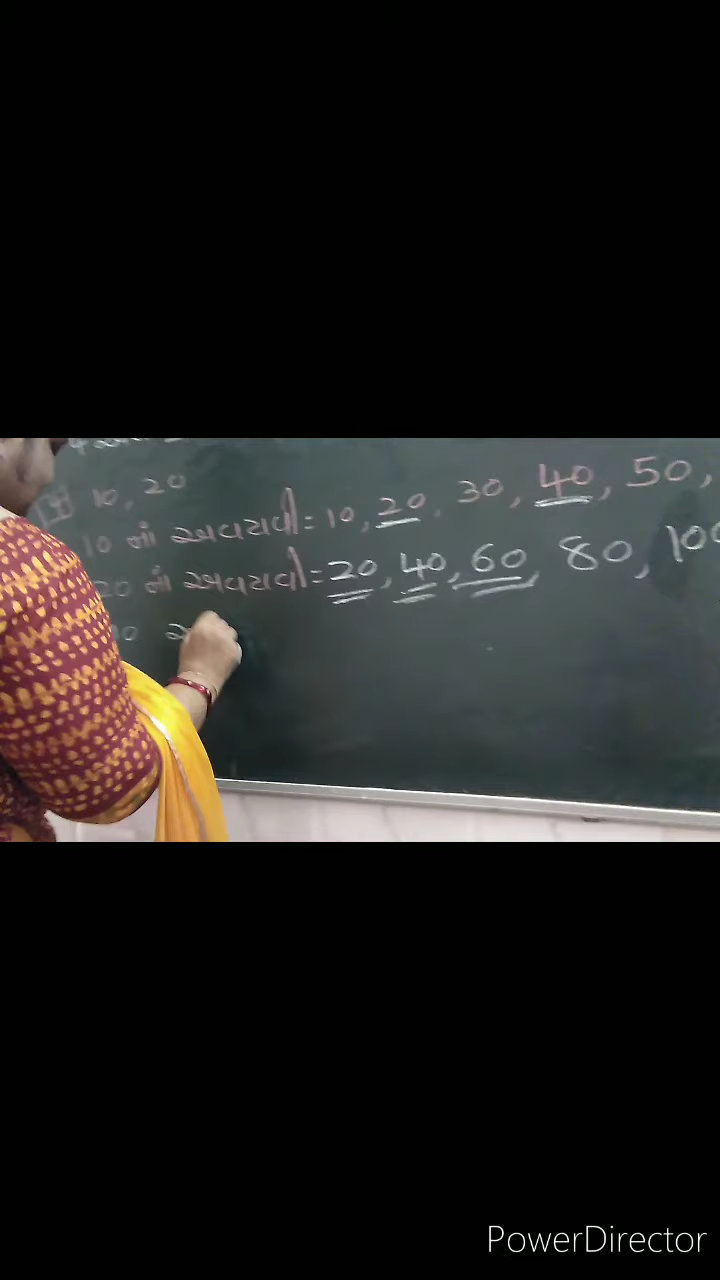 10, 20
10 નાં અવયવી = 10, 20, 30, 40, 50,
20 નાં અવયવી = 20, 40, 60, 80, 100
PowerDirector